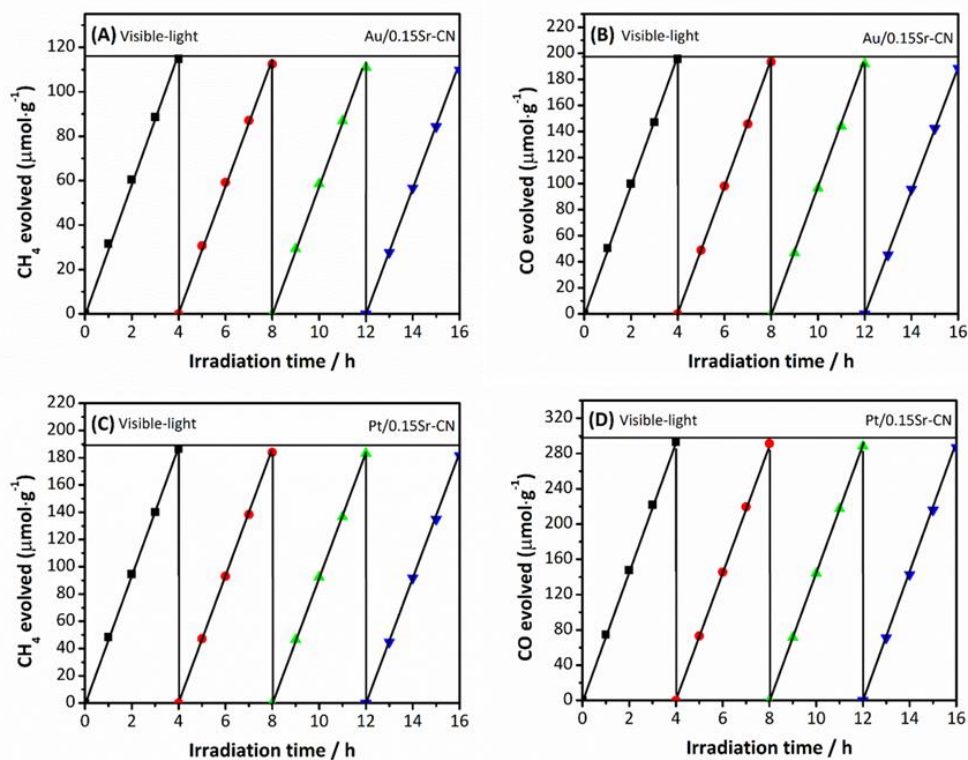 (A) Visible-light Au/0.15Sr-CN
CH₄ evolved (μmol·g⁻¹)
120
100
80
60
40
20
0
0 2 4 6 8 10 12 14 16
Irradiation time / h
(B) Visible-light Au/0.15Sr-CN
CO evolved (μmol·g⁻¹)
220
200
180
160
140
120
100
80
60
40
20
0
0 2 4 6 8 10 12 14 16
Irradiation time / h
(C) Visible-light Pt/0.15Sr-CN
CH₄ evolved (μmol·g⁻¹)
220
200
180
160
140
120
100
80
60
40
20
0
0 2 4 6 8 10 12 14 16
Irradiation time / h
(D) Visible-light Pt/0.15Sr-CN
CO evolved (μmol·g⁻¹)
320
280
240
200
160
120
80
40
0
0 2 4 6 8 10 12 14 16
Irradiation time / h